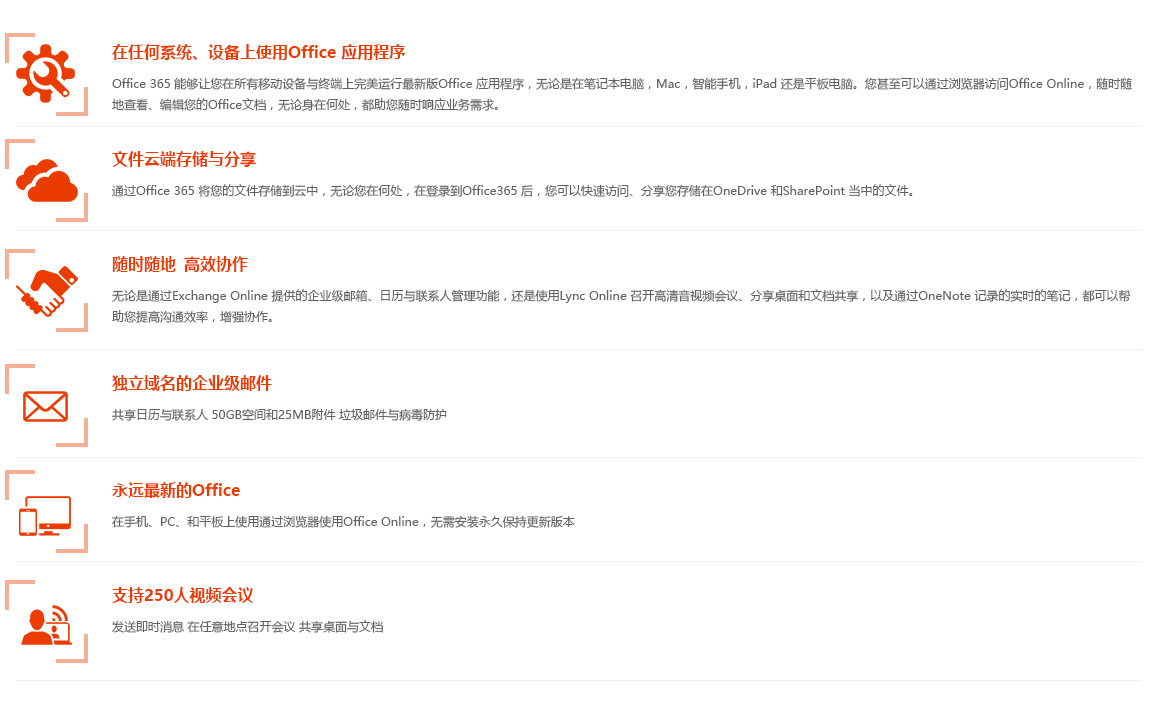 在任何系统、设备上使用Office 应用程序
Office 365 能够让您在所有移动设备与终端上完美运行最新版Office 应用程序，无论是在笔记本电脑，Mac，智能手机，iPad 还是平板电脑。您甚至可以通过浏览器访问Office Online，随时随
地查看、编辑您的Office文档，无论身在何处，都助您随时响应业务需求。
文件云端存储与分享
通过Office 365 将您的文件存储到云中，无论您在何处，在登录到Office365 后，您可以快速访问、分享您存储在OneDrive 和SharePoint 当中的文件。
随时随地 高效协作
无论是通过Exchange Online 提供的企业级邮箱、日历与联系人管理功能，还是使用Lync Online 召开高清音视频会议、分享桌面和文档共享，以及通过OneNote 记录的实时的笔记，都可以帮
助您提高沟通效率，增强协作。
独立域名的企业级邮件
共享日历与联系人 50GB空间和25MB附件 垃圾邮件与病毒防护
永远最新的Office
在手机、PC、和平板上使用通过浏览器使用Office Online，无需安装永久保持更新版本
支持250人视频会议
发送即时消息 在任意地点召开会议 共享桌面与文档